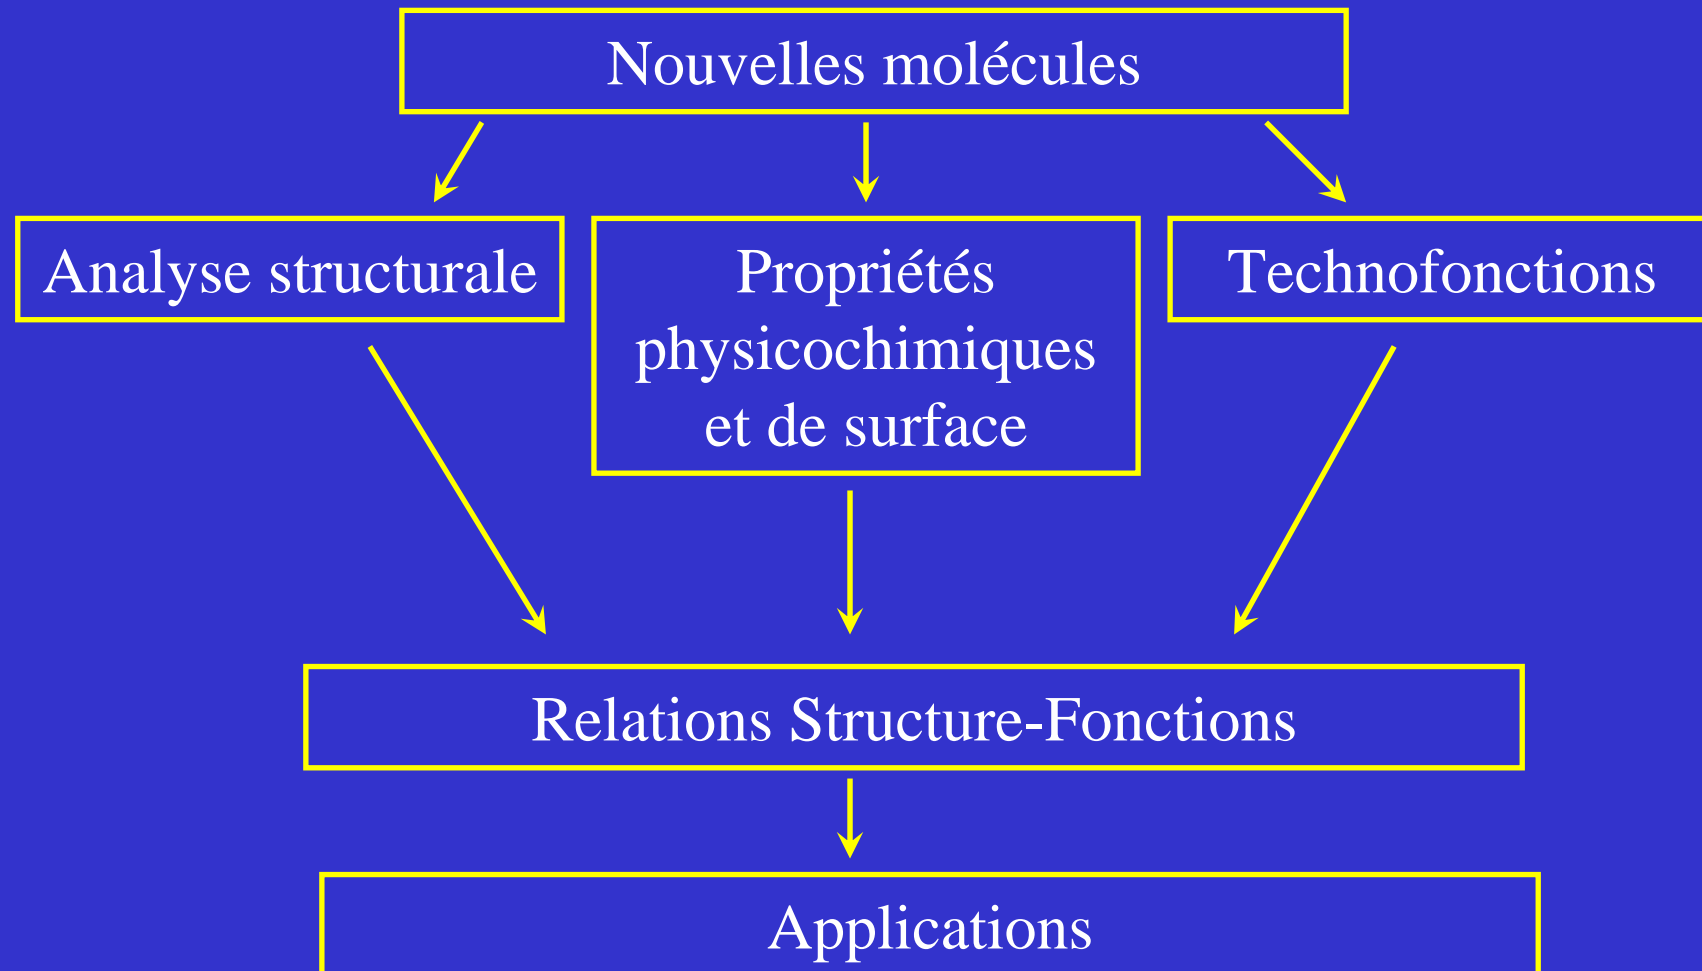 Nouvelles molécules
Analyse structurale
Propriétés
physicochimiques
et de surface
Technofonctions
Relations Structure-Fonctions
Applications